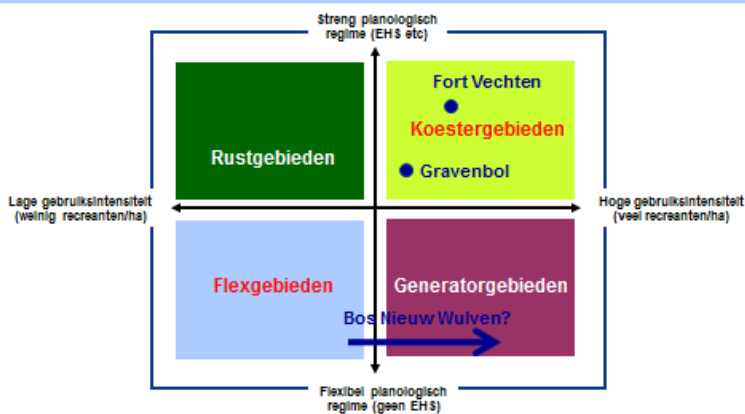 Streng planologisch
regime (EHS etc)
Fort Vechten
Koestergebieden
Rustgebieden
Gravenbol
Lage gebruiksintensiteit
(weinig recreanten/ha)
Hoge gebruiksintensiteit
(veel recreanten/ha)
Flexgebieden
Generatorgebieden
Bos Nieuw Wulven?
Flexibel planologisch
regime (geen EHS)